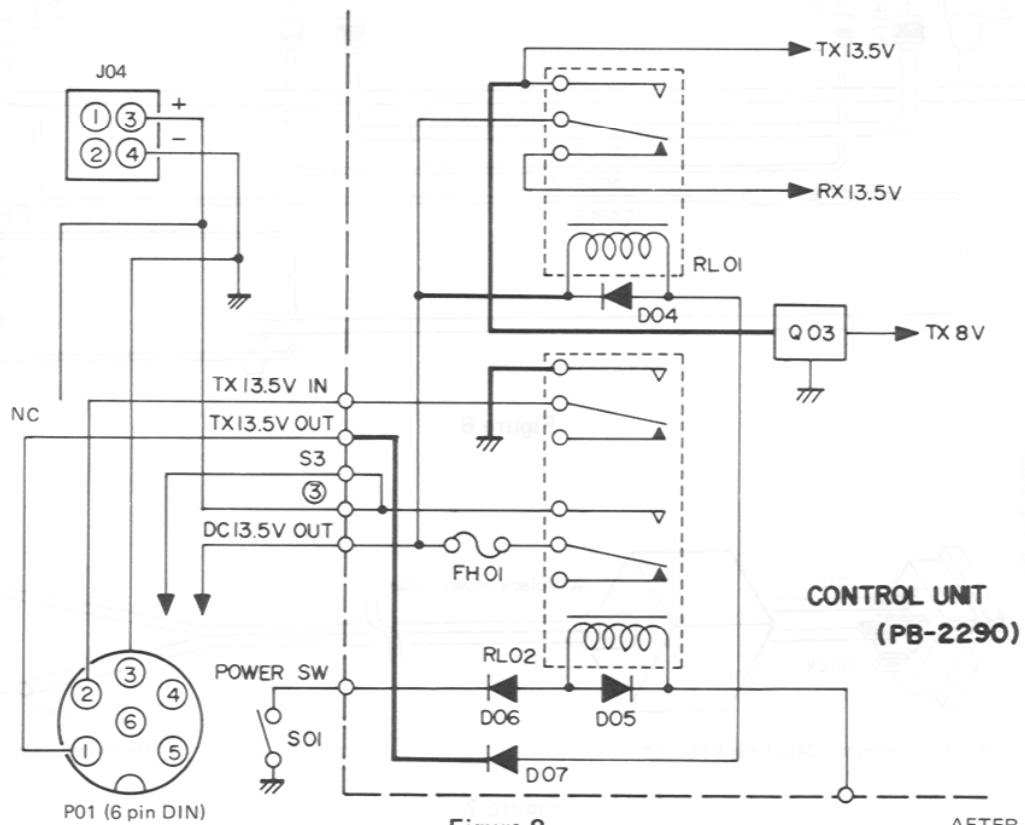 J04
① ③ +
② ④ −
TX 13.5V
RX 13.5V
RL01
D04
Q03
TX 8V
TX 13.5V IN
NC
TX 13.5V OUT
S3
③
DC 13.5V OUT
FH01
CONTROL UNIT
(PB-2290)
RL02
POWER SW
D06
D05
S01
D07
③
② ④
⑥
① ⑤
P01 (6 pin DIN)
AFTER